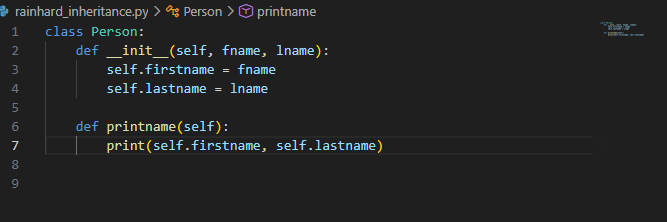 rainhard_inheritance.py > Person > printname
1 class Person:
2     def __init__(self, fname, lname):
3         self.firstname = fname
4         self.lastname = lname
5
6     def printname(self):
7         print(self.firstname, self.lastname)
8
9